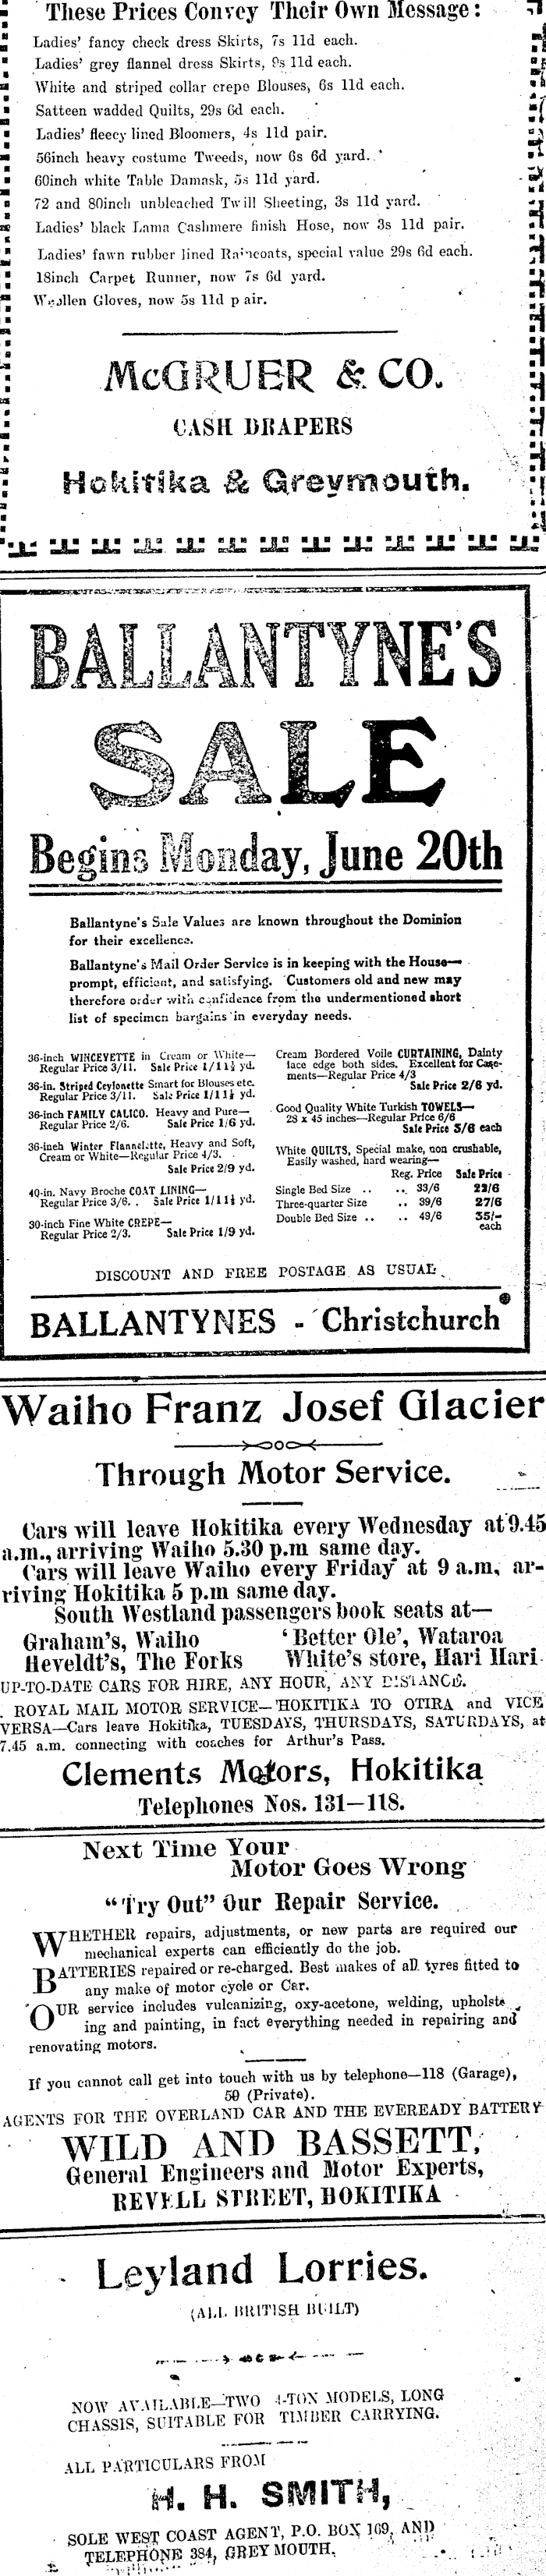 These Prices Convey Their Own Message:
Ladies' fancy check dress Skirts, 7s 11d each.
Ladies' grey flannel dress Skirts, 9s 11d each.
White and striped collar crepe Blouses, 6s 11d each.
Satteen wadded Quilts, 29s 6d each.
Ladies' fleecy lined Bloomers, 4s 11d pair.
56inch heavy costume Tweeds, now 6s 6d yard.
60inch white Table Damask, 5s 11d yard.
72 and 80inch unbleached Twill Sheeting, 3s 11d yard.
Ladies' black Lama Cashmere finish Hose, now 3s 11d pair.
Ladies' fawn rubber lined Raincoats, special value 29s 6d each.
18inch Carpet Runner, now 7s 6d yard.
Woollen Gloves, now 5s 11d pair.
McGRUER & CO.
CASH DRAPERS
Hokitika & Greymouth.
BALLANTYNE'S
SALE
Begins Monday, June 20th
Ballantyne's Sale Values are known throughout the Dominion
for their excellence.
Ballantyne's Mail Order Service is in keeping with the House—
prompt, efficient, and satisfying. Customers old and new may
therefore order with confidence from the undermentioned short
list of specimen bargains in everyday needs.
36-inch WINCEYETTE in Cream or White—
Regular Price 3/11. Sale Price 1/11½ yd.
36-in. Striped Ceylonette Smart for Blouses etc.
Regular Price 3/11. Sale Price 1/11½ yd.
36-inch FAMILY CALICO. Heavy and Pure—
Regular Price 2/6. Sale Price 1/6 yd.
36-inch Winter Flannelette, Heavy and Soft,
Cream or White—Regular Price 4/3.
Sale Price 2/9 yd.
40-in. Navy Broche COAT LINING—
Regular Price 3/6. . Sale Price 1/11½ yd.
30-inch Fine White CREPE—
Regular Price 2/3. Sale Price 1/9 yd.
Cream Bordered Voile CURTAINING, Dainty
lace edge both sides. Excellent for Case-
ments—Regular Price 4/3
Sale Price 2/6 yd.
Good Quality White Turkish TOWELS—
28 x 45 inches—Regular Price 6/6
Sale Price 5/6 each
White QUILTS, Special make, non crushable,
Easily washed, hard wearing—
Reg. Price Sale Price
Single Bed Size .. .. 33/6 22/6
Three-quarter Size .. 39/6 27/6
Double Bed Size .. .. 49/6 35/-
each
DISCOUNT AND FREE POSTAGE AS USUAL.
BALLANTYNES - Christchurch
Waiho Franz Josef Glacier
Through Motor Service.
Cars will leave Hokitika every Wednesday at 9.45
a.m., arriving Waiho 5.30 p.m same day.
Cars will leave Waiho every Friday at 9 a.m, ar-
riving Hokitika 5 p.m same day.
South Westland passengers book seats at—
Graham's, Waiho 'Better Ole', Wataroa
Heveldt's, The Forks White's store, Hari Hari
UP-TO-DATE CARS FOR HIRE, ANY HOUR, ANY DISTANCE.
ROYAL MAIL MOTOR SERVICE—HOKITIKA TO OTIRA and VICE
VERSA—Cars leave Hokitika, TUESDAYS, THURSDAYS, SATURDAYS, at
7.45 a.m. connecting with coaches for Arthur's Pass.
Clements Motors, Hokitika
Telephones Nos. 131—118.
Next Time Your
Motor Goes Wrong
"Try Out" Our Repair Service.
WHETHER repairs, adjustments, or new parts are required our
mechanical experts can efficiently do the job.
BATTERIES repaired or re-charged. Best makes of all tyres fitted to
any make of motor cycle or Car.
OUR service includes vulcanizing, oxy-acetone, welding, upholste
ing and painting, in fact everything needed in repairing and
renovating motors.
If you cannot call get into touch with us by telephone—118 (Garage),
50 (Private).
AGENTS FOR THE OVERLAND CAR AND THE EVEREADY BATTERY
WILD AND BASSETT,
General Engineers and Motor Experts,
REVELL STREET, HOKITIKA
Leyland Lorries.
(ALL BRITISH BUILT)
NOW AVAILABLE—TWO 4-TON MODELS, LONG
CHASSIS, SUITABLE FOR TIMBER CARRYING.
ALL PARTICULARS FROM
H. H. SMITH,
SOLE WEST COAST AGENT, P.O. BOX 169, AND
TELEPHONE 384, GREYMOUTH.